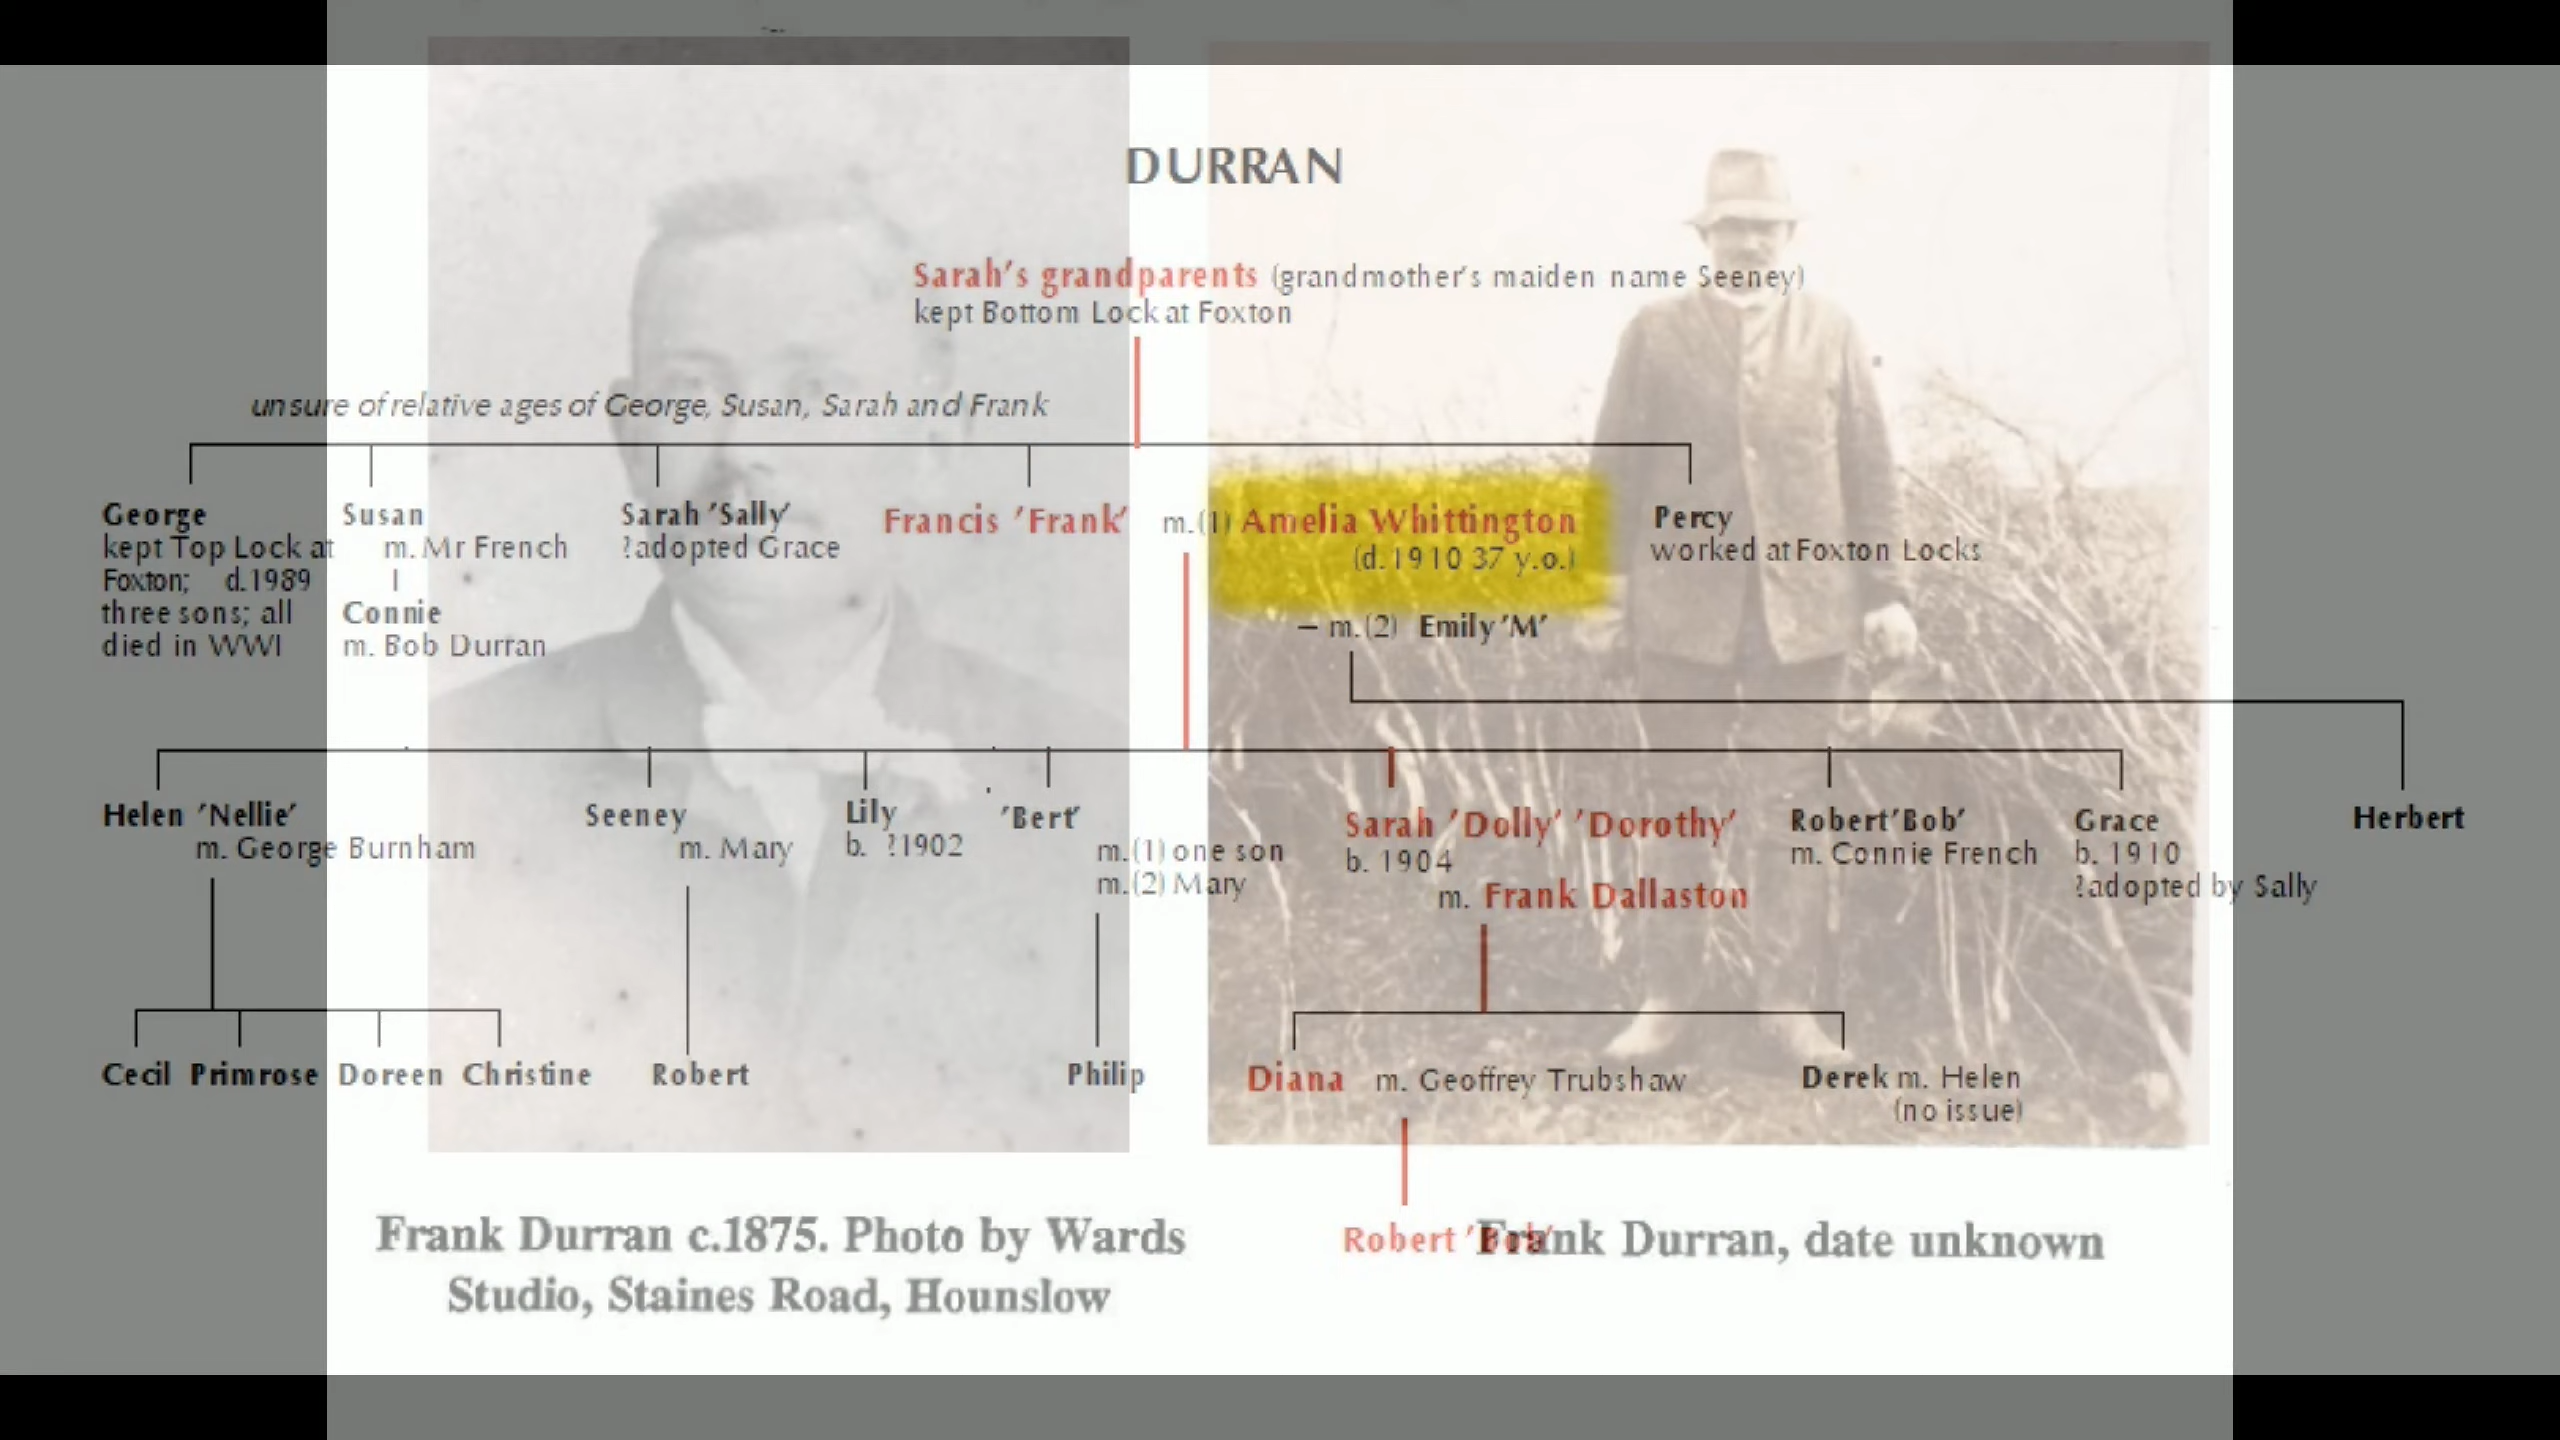 DURRAN
Sarah's grandparents (grandmother's maiden name Seeney)
kept Bottom Lock at Foxton
unsure of relative ages of George, Susan, Sarah and Frank
George
kept Top Lock at
Foxton; d.1989
three sons; all
died in WWI
Susan
m. Mr French
Connie
m. Bob Durran
Sarah 'Sally'
?adopted Grace
Francis 'Frank'
m.(1) Amelia Whittington
(d.1910 37 y.o.)
– m.(2) Emily 'M'
Percy
worked at Foxton Locks
Helen 'Nellie'
m. George Burnham
Seeney
m. Mary
Lily
b. ?1902
'Bert'
m.(1) one son
m.(2) Mary
Sarah 'Dolly' 'Dorothy'
b. 1904
m. Frank Dallaston
Robert 'Bob'
m. Connie French
Grace
b. 1910
?adopted by Sally
Herbert
Cecil Primrose Doreen Christine
Robert
Philip
Diana m. Geoffrey Trubshaw
Derek m. Helen
(no issue)
Robert 'Bob'
Frank Durran c.1875. Photo by Wards
Studio, Staines Road, Hounslow
Frank Durran, date unknown